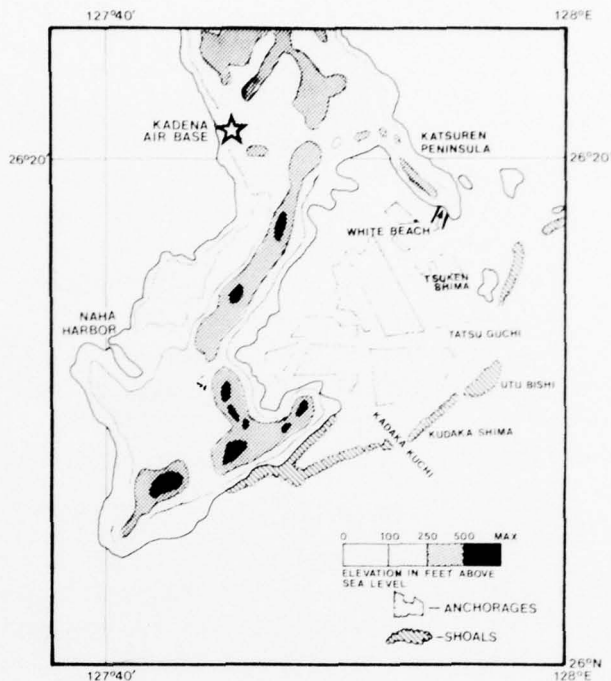 127°40'
128°E
KADENA
AIR BASE
KATSUREN
PENINSULA
26°20'
26°20'
WHITE BEACH
TSUKEN
SHIMA
NAHA
HARBOR
TATSU GUCHI
UTU BISHI
KUDAKA SHIMA
KADAKA KUCHI
0 100 250 500 MAX
ELEVATION IN FEET ABOVE
SEA LEVEL
-ANCHORAGES
-SHOALS
26°N
127°40'
128°E